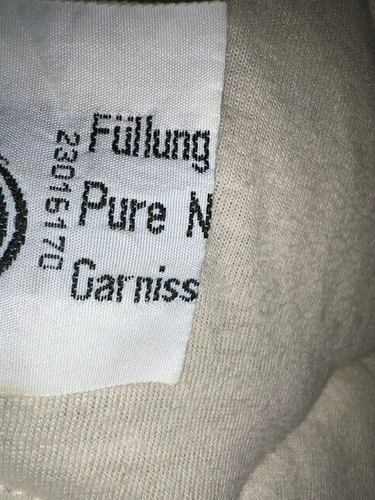 Füllung
Pure N
Garniss
23016170